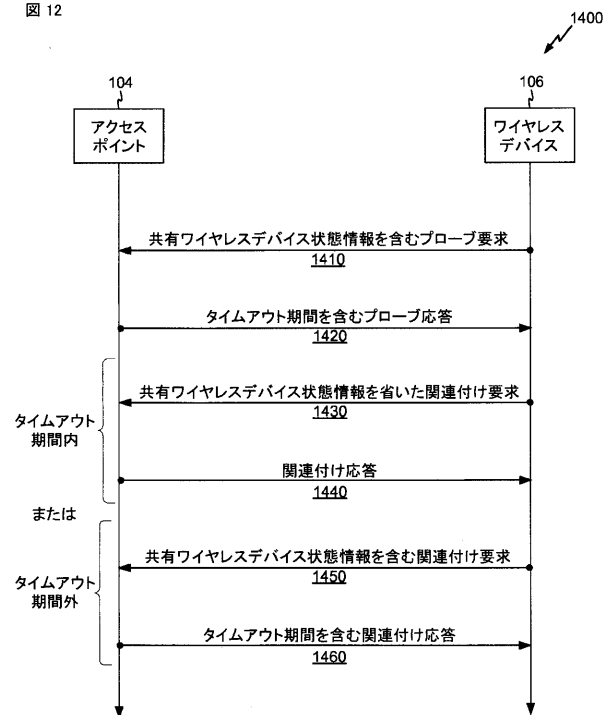 図 12
1400
104
106
アクセス
ポイント
ワイヤレス
デバイス
共有ワイヤレスデバイス状態情報を含むプローブ要求
1410
タイムアウト期間を含むプローブ応答
1420
タイムアウト
期間内
共有ワイヤレスデバイス状態情報を省いた関連付け要求
1430
関連付け応答
1440
または
タイムアウト
期間外
共有ワイヤレスデバイス状態情報を含む関連付け要求
1450
タイムアウト期間を含む関連付け応答
1460